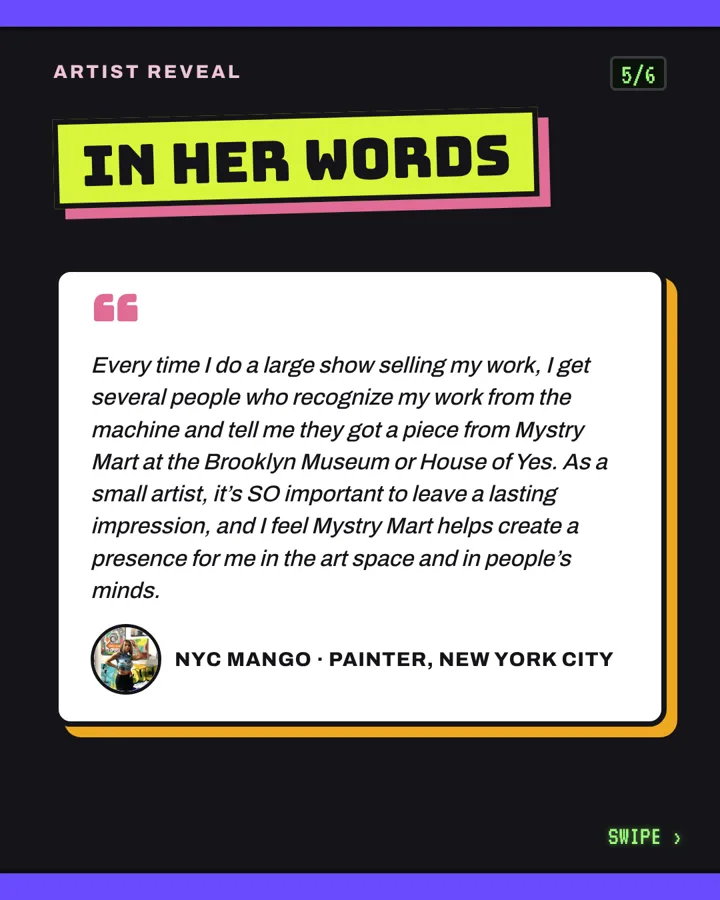 ARTIST REVEAL
5/6
IN HER WORDS
“
Every time I do a large show selling my work, I get
several people who recognize my work from the
machine and tell me they got a piece from Mystry
Mart at the Brooklyn Museum or House of Yes. As a
small artist, it’s SO important to leave a lasting
impression, and I feel Mystry Mart helps create a
presence for me in the art space and in people’s
minds.
NYC MANGO · PAINTER, NEW YORK CITY
SWIPE ›